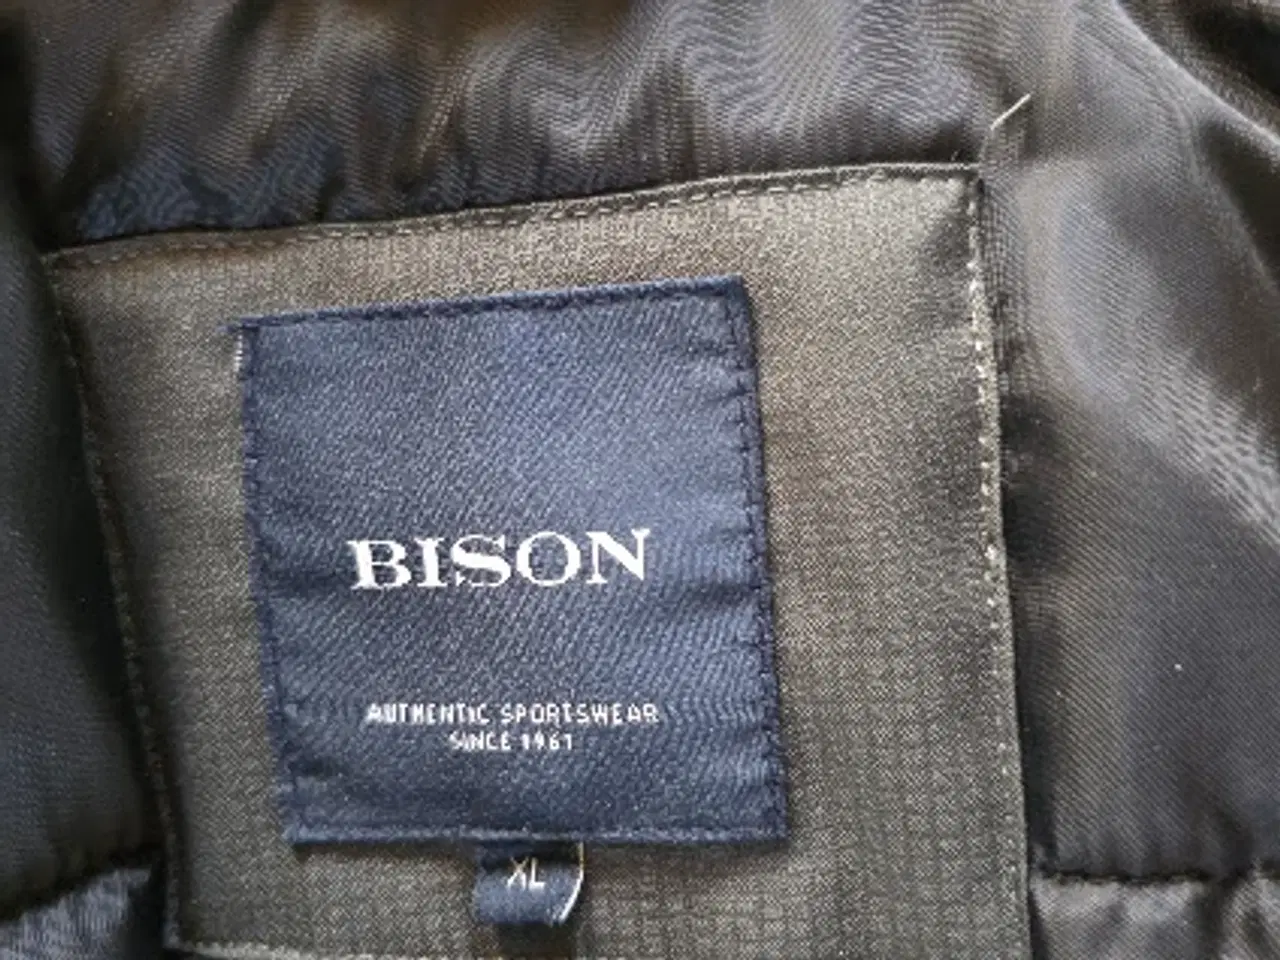 BISON
AUTHENTIC SPORTSWEAR
SINCE 1961
XL